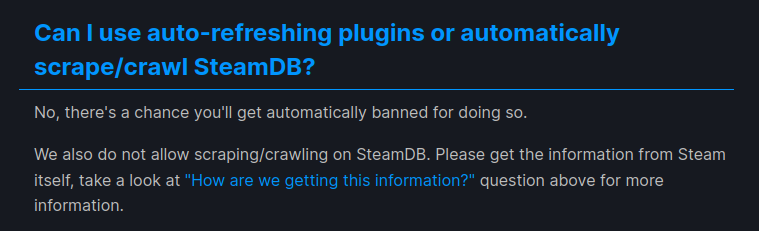 Can I use auto-refreshing plugins or automatically
scrape/crawl SteamDB?
No, there's a chance you'll get automatically banned for doing so.
We also do not allow scraping/crawling on SteamDB. Please get the information from Steam
itself, take a look at "How are we getting this information?" question above for more
information.